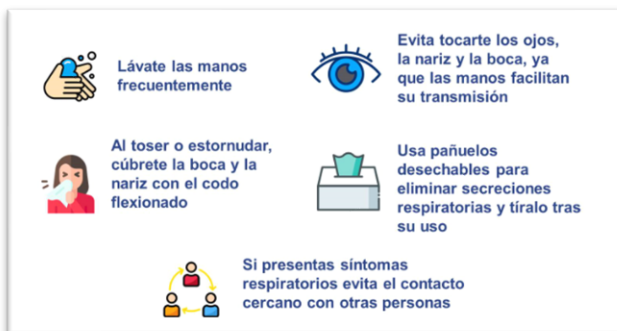 Lávate las manos
frecuentemente
Evita tocarte los ojos,
la nariz y la boca, ya
que las manos facilitan
su transmisión
Al toser o estornudar,
cúbrete la boca y la
nariz con el codo
flexionado
Usa pañuelos
desechables para
eliminar secreciones
respiratorias y tíralo tras
su uso
Si presentas síntomas
respiratorios evita el contacto
cercano con otras personas